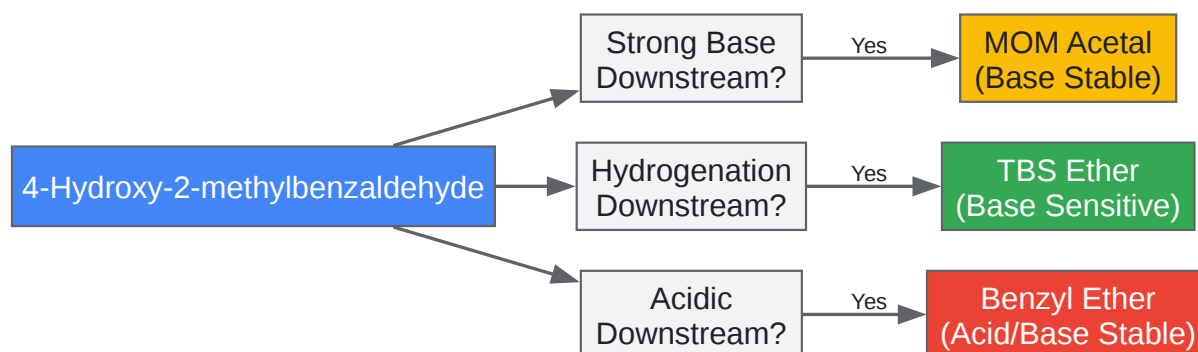 Strong Base
Downstream?
Yes
MOM Acetal
(Base Stable)
4-Hydroxy-2-methylbenzaldehyde
Hydrogenation
Downstream?
Yes
TBS Ether
(Base Sensitive)
Acidic
Downstream?
Yes
Benzyl Ether
(Acid/Base Stable)